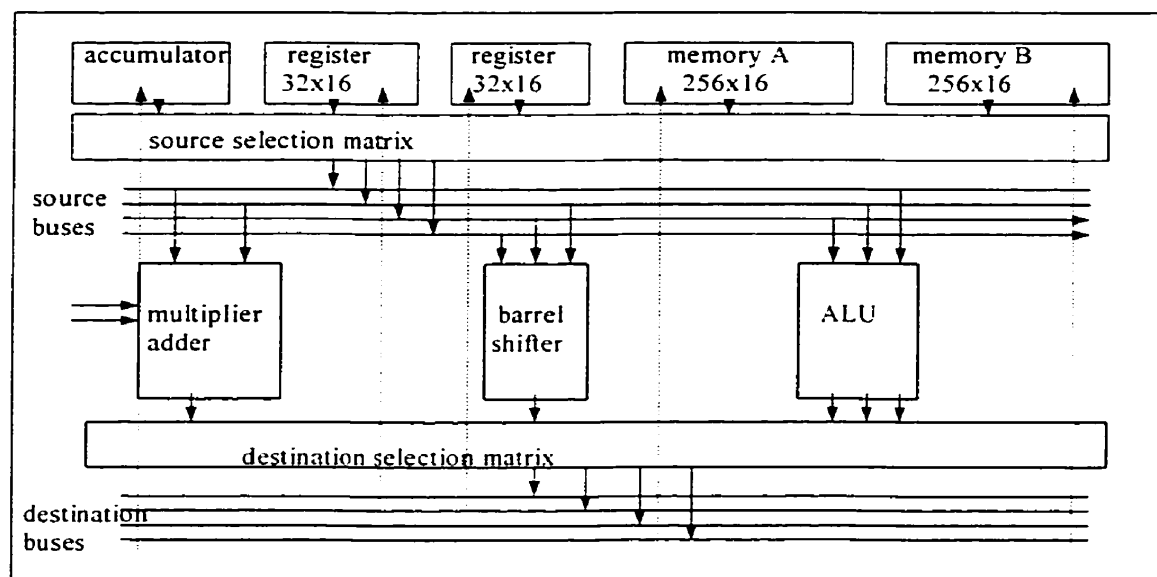 accumulator
register
32x16
register
32x16
memory A
256x16
memory B
256x16
source selection matrix
source
buses
multiplier
adder
barrel
shifter
ALU
destination selection matrix
destination
buses